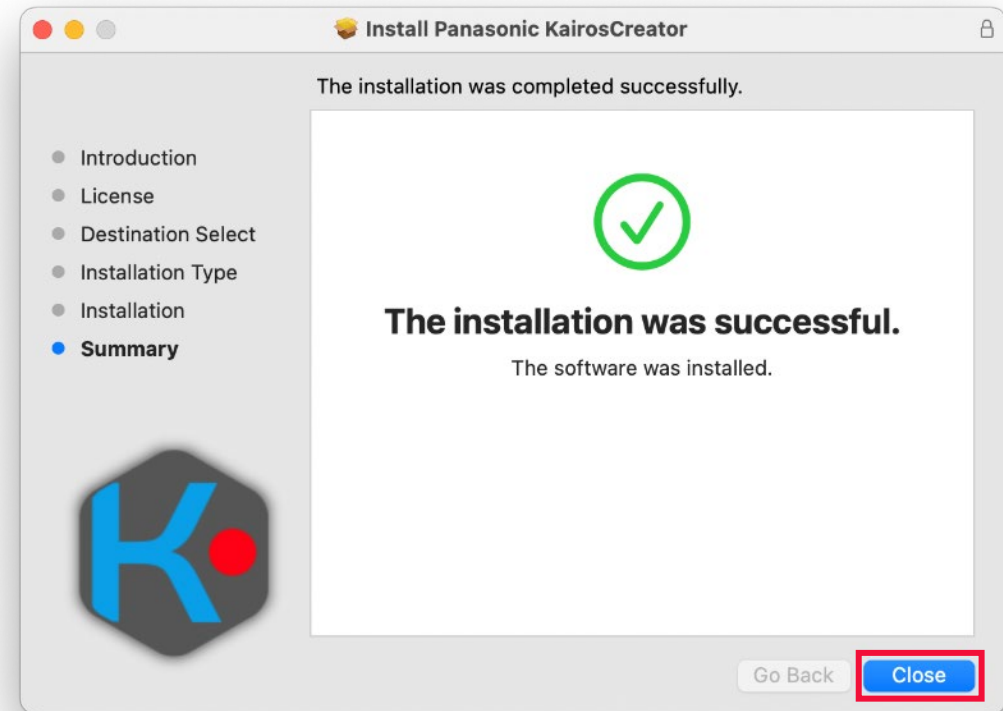 Install Panasonic KairosCreator
The installation was completed successfully.
Introduction
License
Destination Select
Installation Type
Installation
Summary
The installation was successful.
The software was installed.
K
Go Back
Close